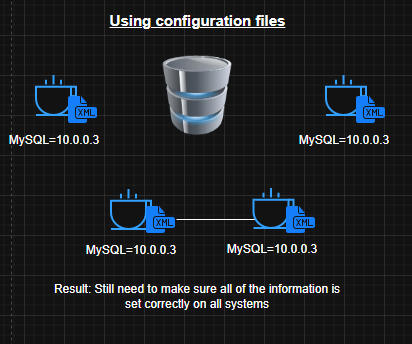 Using configuration files
XML
XML
MySQL=10.0.0.3
MySQL=10.0.0.3
XML
XML
MySQL=10.0.0.3
MySQL=10.0.0.3
Result: Still need to make sure all of the information is
set correctly on all systems